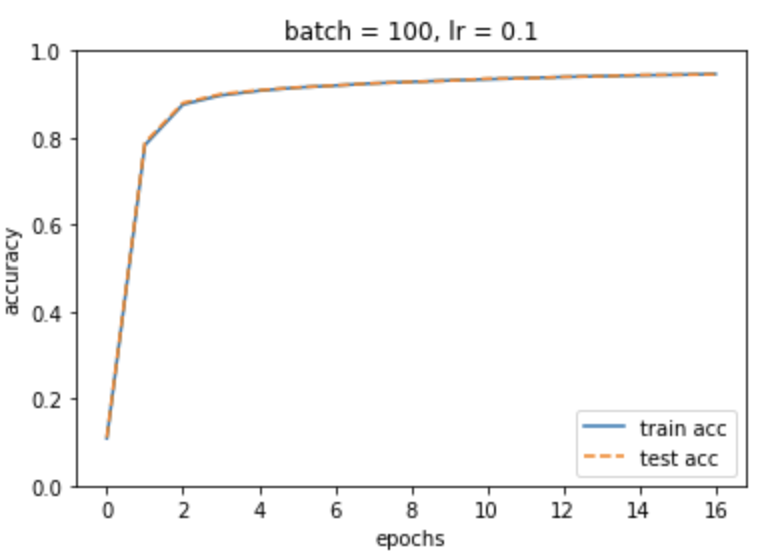 batch = 100, lr = 0.1
1.0
0.8
0.6
0.4
0.2
0.0
accuracy
train acc
test acc
0 2 4 6 8 10 12 14 16
epochs